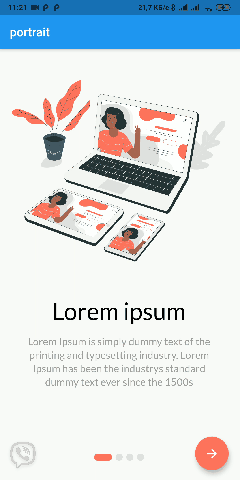 11:21
21,7 КБ/с
portrait
Lorem ipsum
Lorem Ipsum is simply dummy text of the
printing and typesetting industry. Lorem
Ipsum has been the industrys standard
dummy text ever since the 1500s